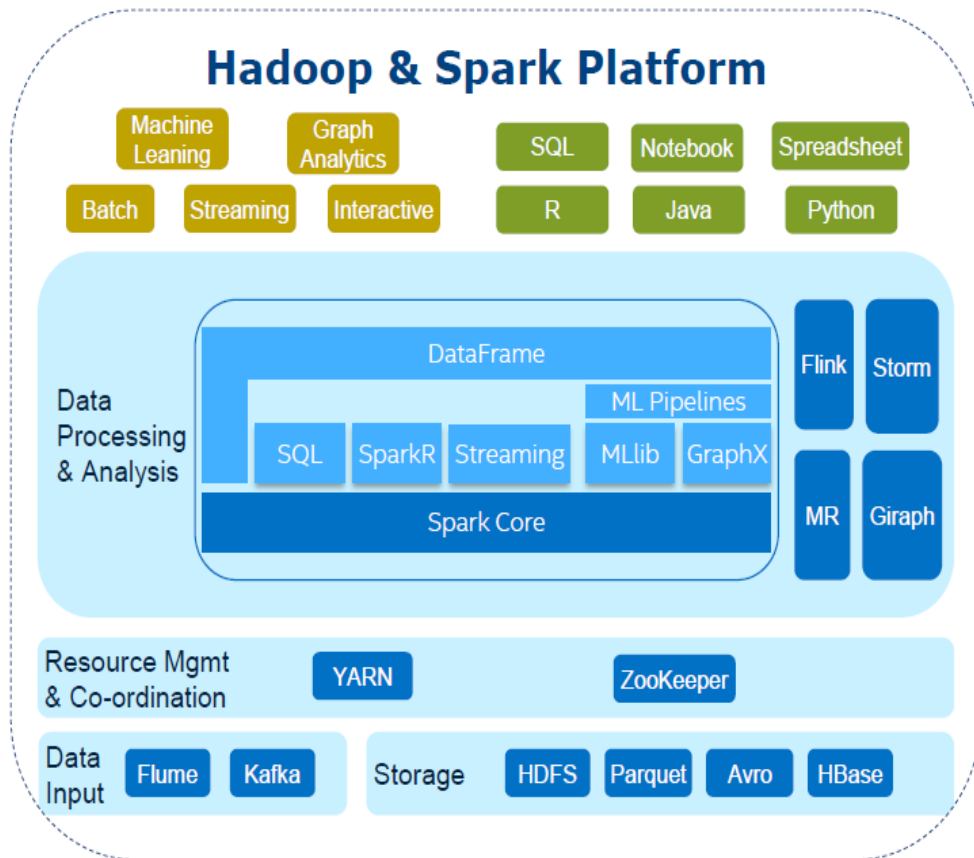 Hadoop & Spark Platform
Machine
Leaning
Graph
Analytics
SQL
Notebook
Spreadsheet
Batch
Streaming
Interactive
R
Java
Python
Data
Processing
& Analysis
DataFrame
ML Pipelines
SQL
SparkR
Streaming
MLlib
GraphX
Spark Core
Flink
Storm
MR
Giraph
Resource Mgmt
& Co-ordination
YARN
ZooKeeper
Data
Input
Flume
Kafka
Storage
HDFS
Parquet
Avro
HBase